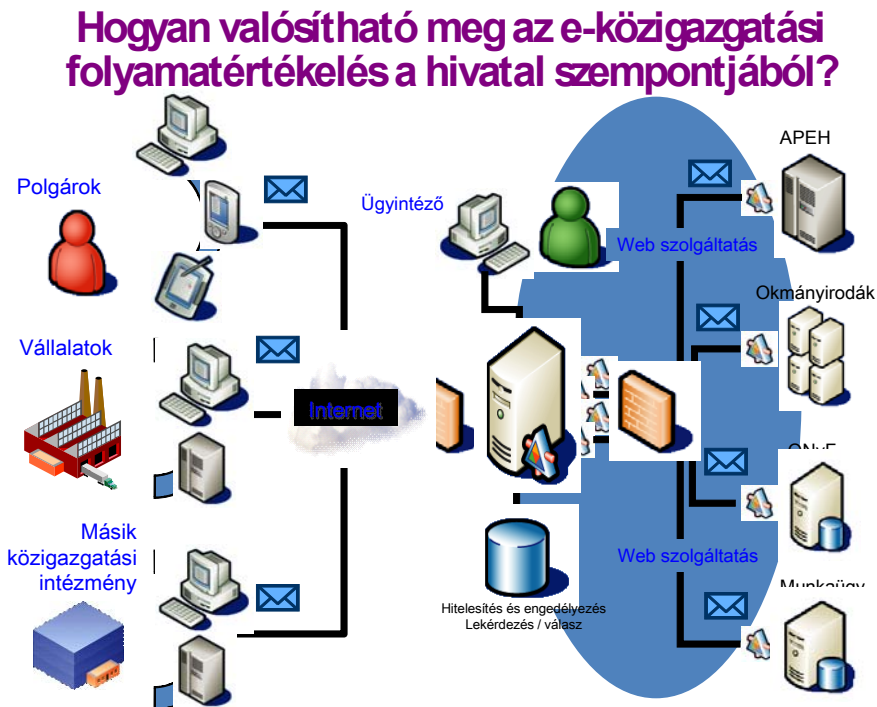 Hogyan valósítható meg az e-közigazgatási
folyamatértékelés a hivatal szempontjából?
Polgárok
Vállalatok
Másik
közigazgatási
intézmény
Internet
Ügyintéző
Hitelesítés és engedélyezés
Lekérdezés / válasz
Web szolgáltatás
Web szolgáltatás
APEH
Okmányirodák
Munkaügy